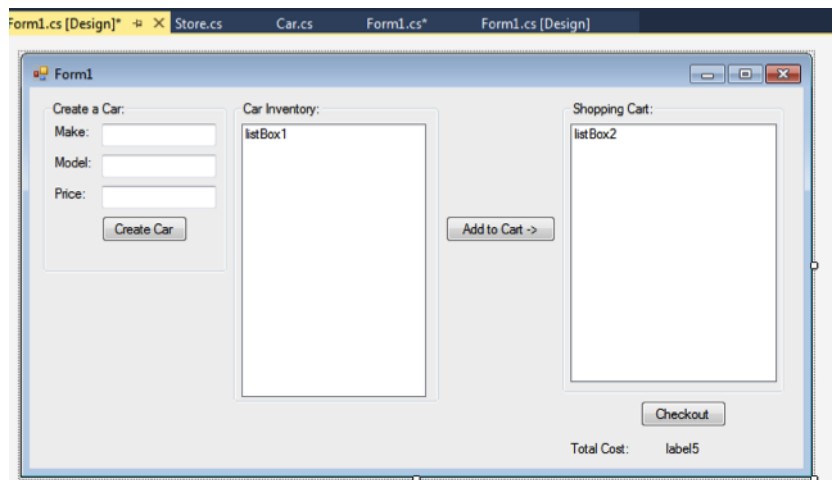 Form1.cs [Design]* Store.cs Car.cs Form1.cs* Form1.cs [Design]
Form1
Create a Car: Car Inventory: Shopping Cart:
Make: listBox1 listBox2
Model:
Price:
Create Car Add to Cart ->
Checkout
Total Cost: label5